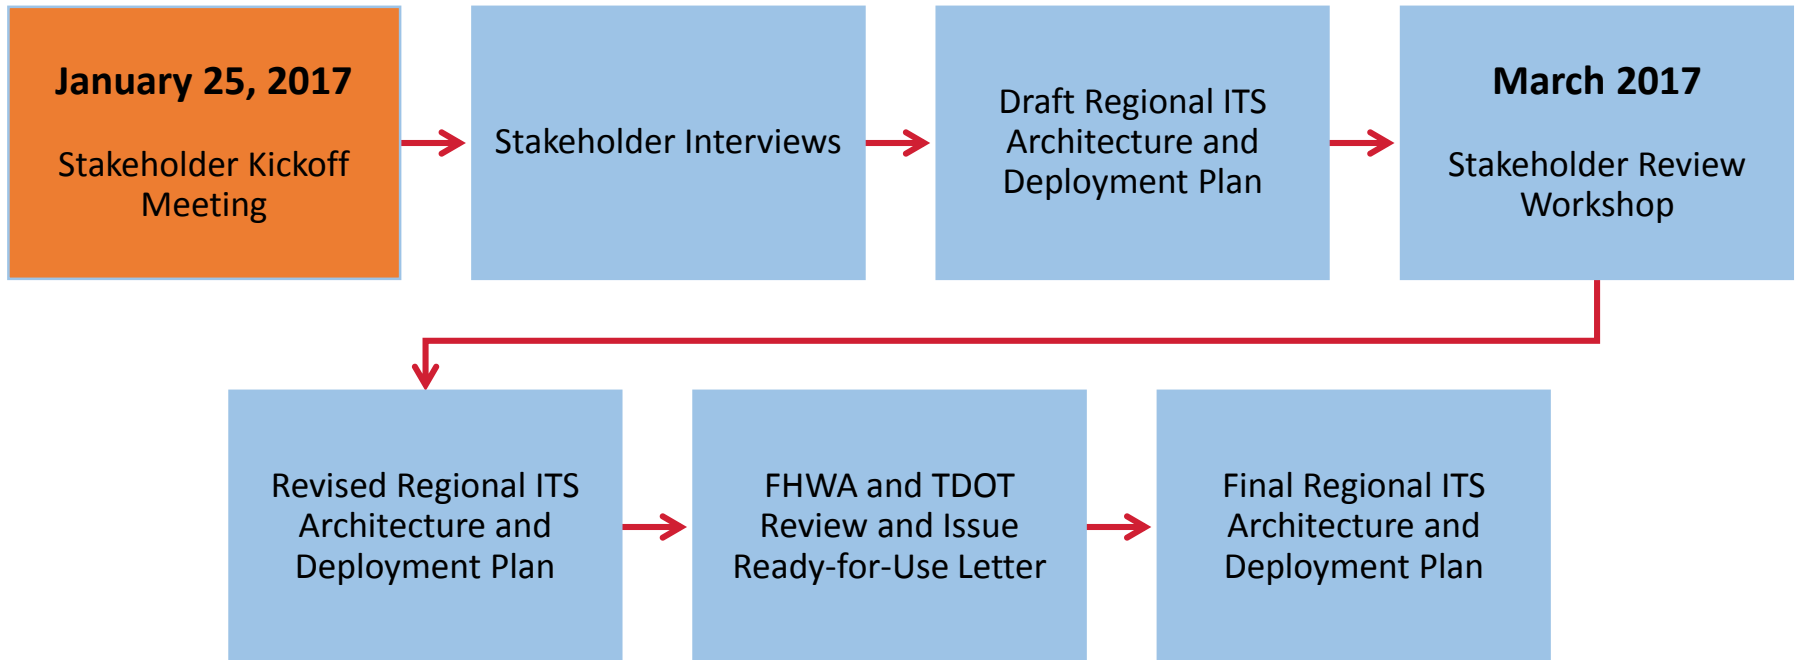 January 25, 2017
Stakeholder Kickoff
Meeting
Stakeholder Interviews
Draft Regional ITS
Architecture and
Deployment Plan
March 2017
Stakeholder Review
Workshop
Revised Regional ITS
Architecture and
Deployment Plan
FHWA and TDOT
Review and Issue
Ready-for-Use Letter
Final Regional ITS
Architecture and
Deployment Plan